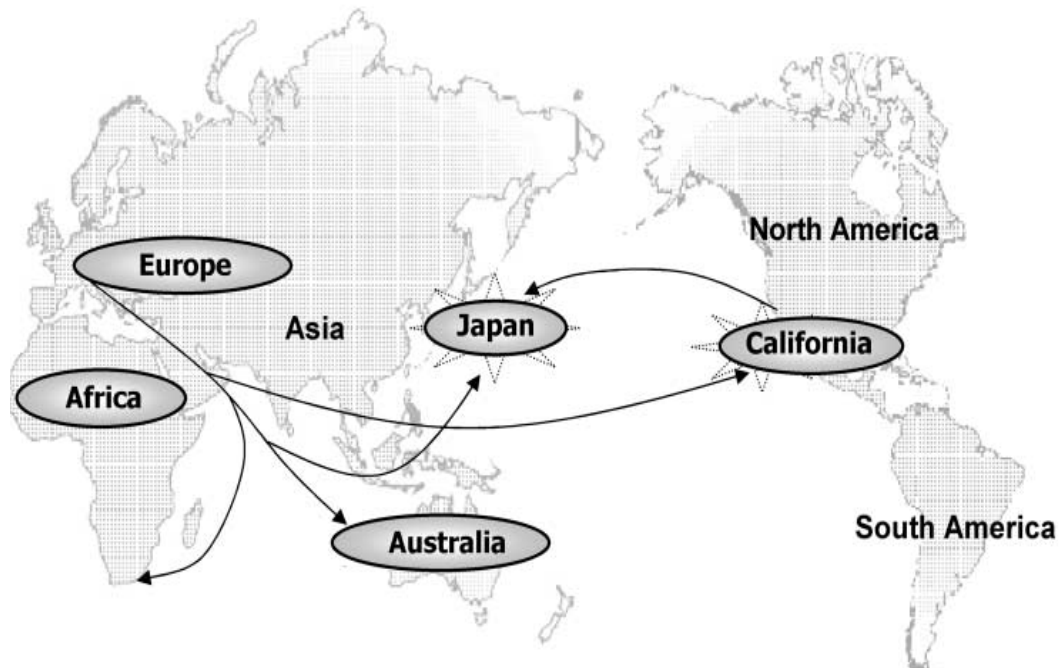 North America
Europe
Asia
Japan
California
Africa
South America
Australia